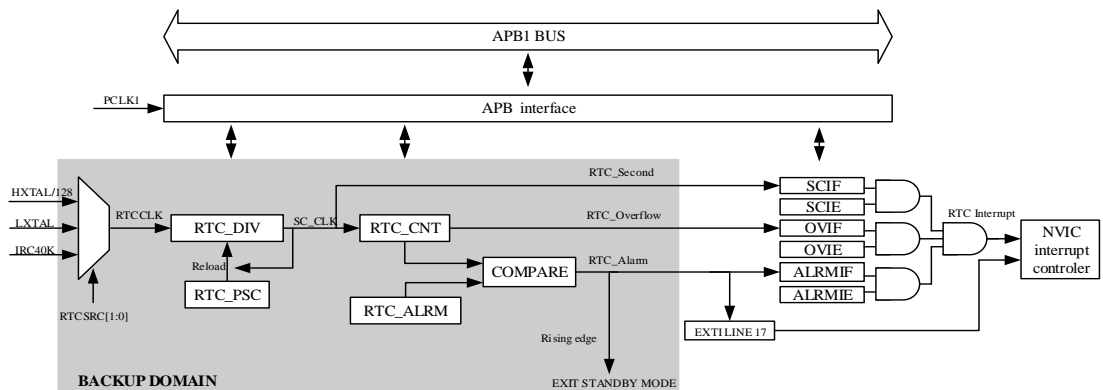 APB1 BUS
PCLK1
APB interface
HXTAL/128
LXTAL
IRC40K
RTCCLK
RTCSRC[1:0]
RTC_DIV
SC_CLK
Reload
RTC_PSC
RTC_CNT
RTC_ALRM
COMPARE
RTC_Second
RTC_Overflow
RTC_Alarm
Rising edge
EXIT STANDBY MODE
BACKUP DOMAIN
SCIF
SCIE
OVIF
OVIE
ALRMIF
ALRMIE
EXTI LINE 17
RTC Interrupt
NVIC
interrupt
controler